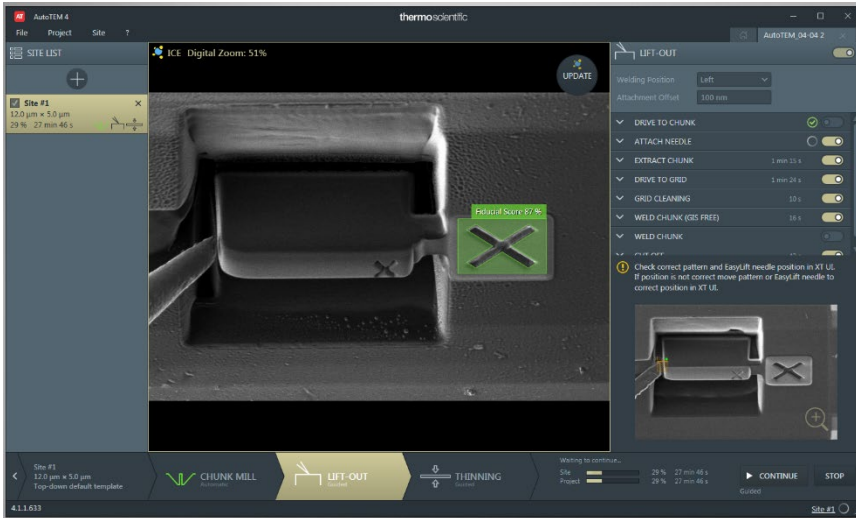 AutoTEM 4
thermo scientific
File Project Site ?
AutoTEM_04-04 2
SITE LIST
Site #1
12.0 µm × 5.0 µm
29 % 27 min 46 s
ICE Digital Zoom: 51%
UPDATE
Fiducial Score 87 %
LIFT-OUT
Welding Position Left
Attachment Offset 100 nm
DRIVE TO CHUNK
ATTACH NEEDLE
EXTRACT CHUNK 1 min 15 s
DRIVE TO GRID 1 min 24 s
GRID CLEANING 10 s
WELD CHUNK (GIS FREE) 16 s
WELD CHUNK
Check correct pattern and EasyLift needle position in XT UI.
If position is not correct move pattern or EasyLift needle to
correct position in XT UI.
Site #1
12.0 µm × 5.0 µm
Top-down default template
CHUNK MILL
Automatic
LIFT-OUT
Guided
THINNING
Waiting to continue...
Site 29 % 27 min 46 s
Project 29 % 27 min 46 s
CONTINUE
STOP
Guided
4.1.1.633
Site #1